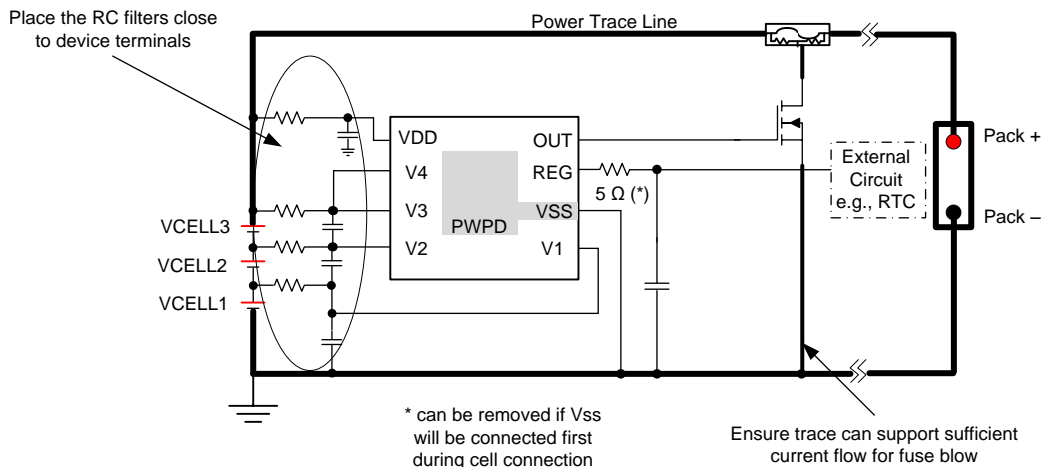 Place the RC filters close
to device terminals
Power Trace Line
VDD
V4
V3
V2
PWPD
OUT
REG
VSS
V1
5 Ω (*)
External
Circuit
e.g., RTC
Pack +
Pack –
VCELL3
VCELL2
VCELL1
* can be removed if Vss
will be connected first
during cell connection
Ensure trace can support sufficient
current flow for fuse blow